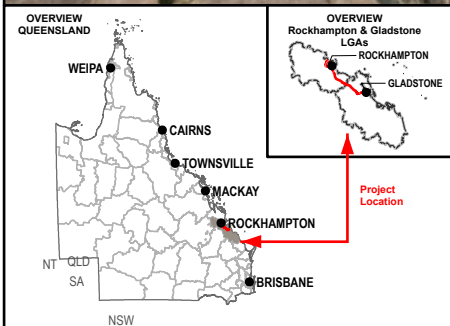 OVERVIEW
QUEENSLAND
WEIPA
CAIRNS
TOWNSVILLE
MACKAY
ROCKHAMPTON
BRISBANE
NT
QLD
SA
NSW
OVERVIEW
Rockhampton & Gladstone
LGAs
ROCKHAMPTON
GLADSTONE
Project
Location